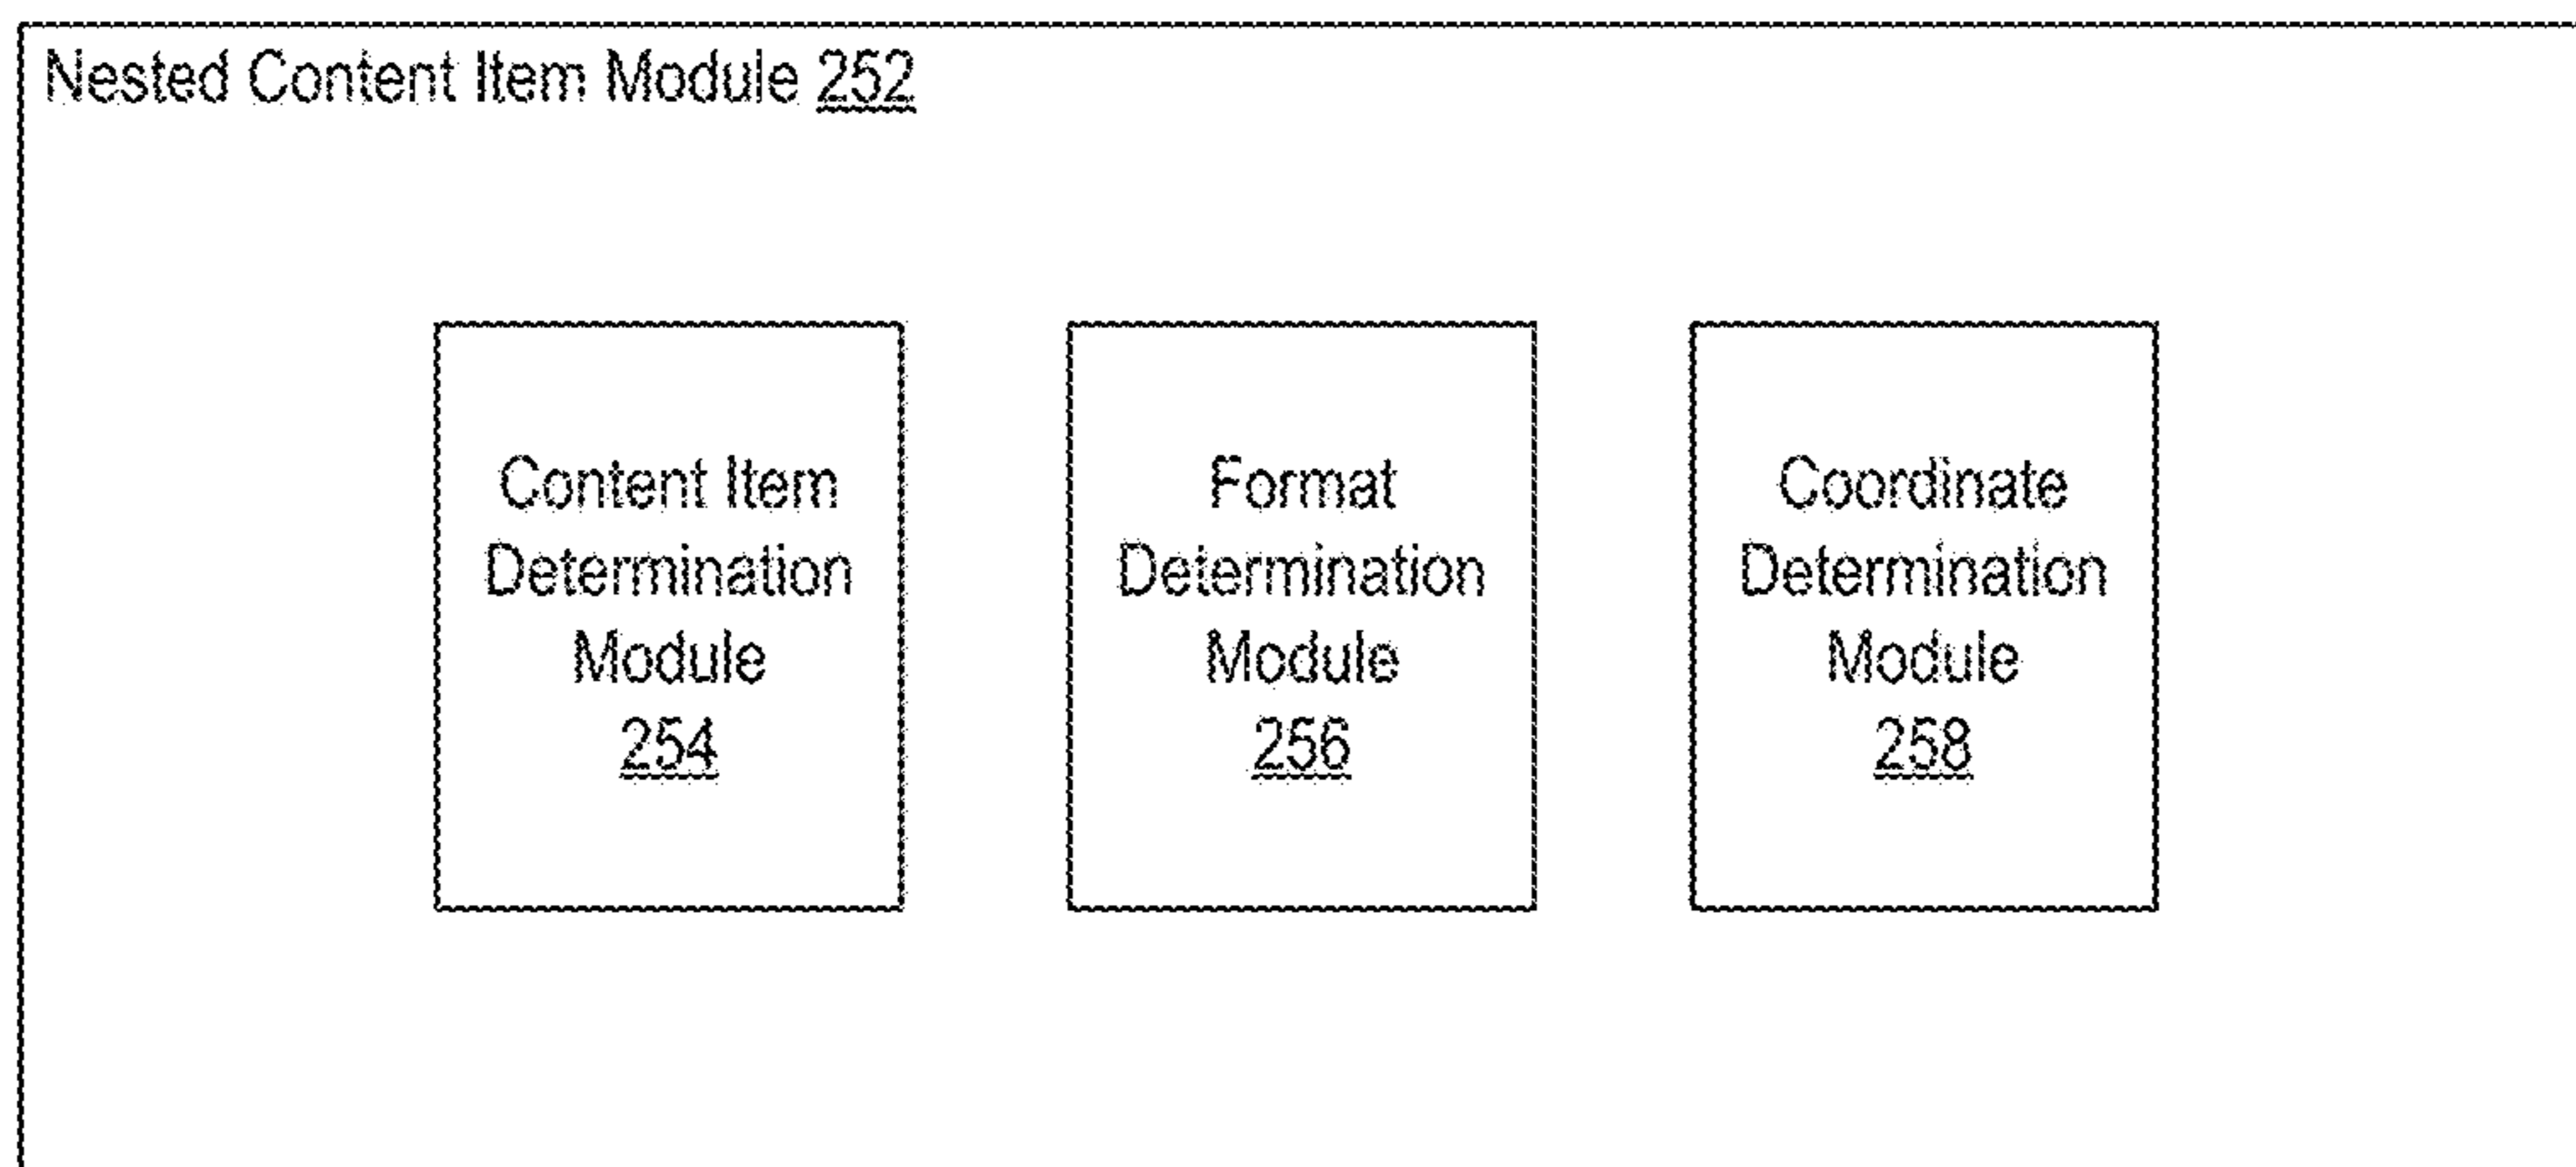 Nested Content Item Module 252
Content Item
Determination
Module
254
Format
Determination
Module
256
Coordinate
Determination
Module
258